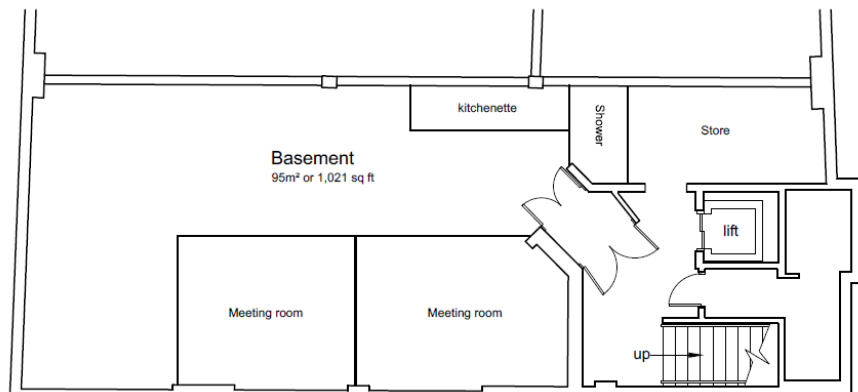 kitchenette
Shower
Store
Basement
95m² or 1,021 sq ft
lift
Meeting room
Meeting room
up